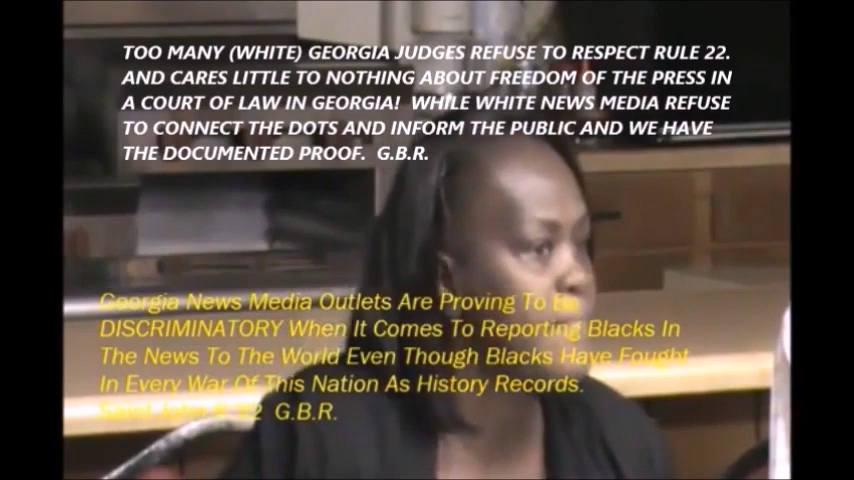 TOO MANY (WHITE) GEORGIA JUDGES REFUSE TO RESPECT RULE 22.
AND CARES LITTLE TO NOTHING ABOUT FREEDOM OF THE PRESS IN
A COURT OF LAW IN GEORGIA! WHILE WHITE NEWS MEDIA REFUSE
TO CONNECT THE DOTS AND INFORM THE PUBLIC AND WE HAVE
THE DOCUMENTED PROOF. G.B.R.
Georgia News Media Outlets Are Proving To Be
DISCRIMINATORY When It Comes To Reporting Blacks In
The News To The World Even Though Blacks Have Fought
In Every War Of This Nation As History Records.
G.B.R.